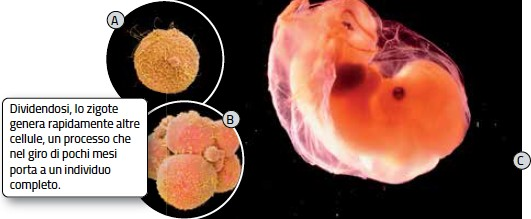 A
Dividendosi, lo zigote
genera rapidamente altre
cellule, un processo che
nel giro di pochi mesi
porta a un individuo
completo.
B
C